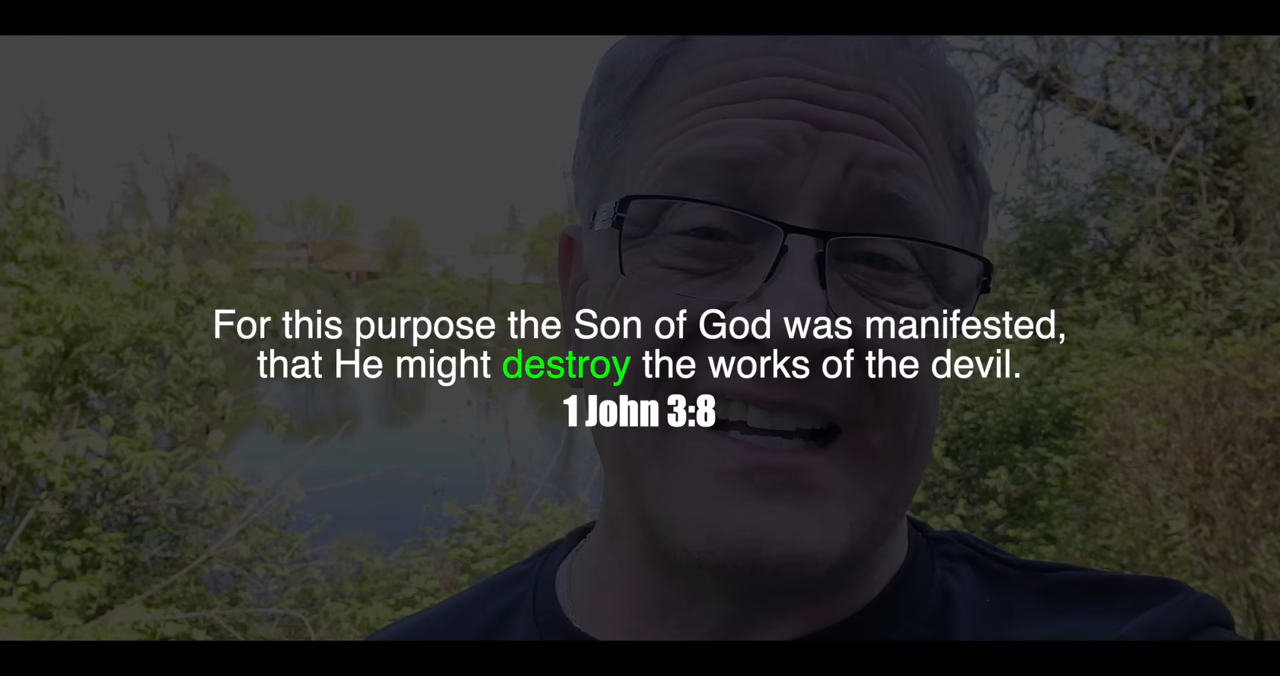 For this purpose the Son of God was manifested,
that He might destroy the works of the devil.
1 John 3:8